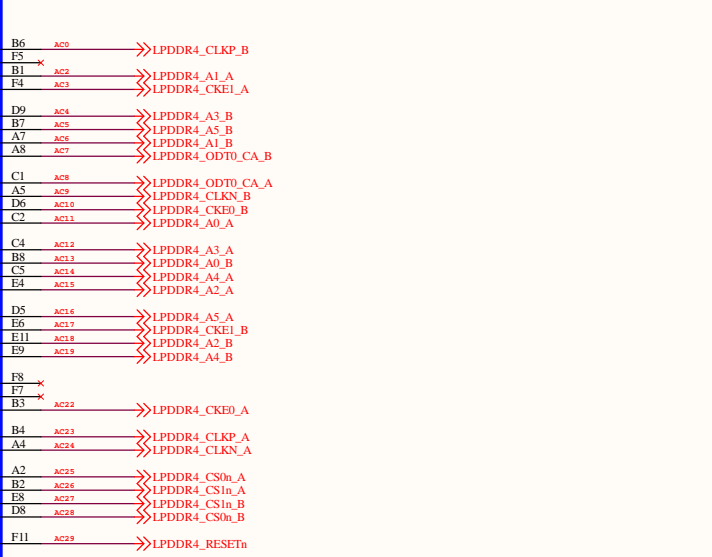 B6 AC0 LPDDR4_CLKP_B
F5
B1 AC2 LPDDR4_A1_A
F4 AC3 LPDDR4_CKE1_A
D9 AC4 LPDDR4_A3_B
B7 AC5 LPDDR4_A5_B
A7 AC6 LPDDR4_A1_B
A8 AC7 LPDDR4_ODT0_CA_B
C1 AC8 LPDDR4_ODT0_CA_A
A5 AC9 LPDDR4_CLKN_B
D6 AC10 LPDDR4_CKE0_B
C2 AC11 LPDDR4_A0_A
C4 AC12 LPDDR4_A3_A
B8 AC13 LPDDR4_A0_B
C5 AC14 LPDDR4_A4_A
E4 AC15 LPDDR4_A2_A
D5 AC16 LPDDR4_A5_A
E6 AC17 LPDDR4_CKE1_B
E11 AC18 LPDDR4_A2_B
E9 AC19 LPDDR4_A4_B
F8
F7
B3 AC22 LPDDR4_CKE0_A
B4 AC23 LPDDR4_CLKP_A
A4 AC24 LPDDR4_CLKN_A
A2 AC25 LPDDR4_CS0n_A
B2 AC26 LPDDR4_CS1n_A
E8 AC27 LPDDR4_CS1n_B
D8 AC28 LPDDR4_CS0n_B
F11 AC29 LPDDR4_RESETn